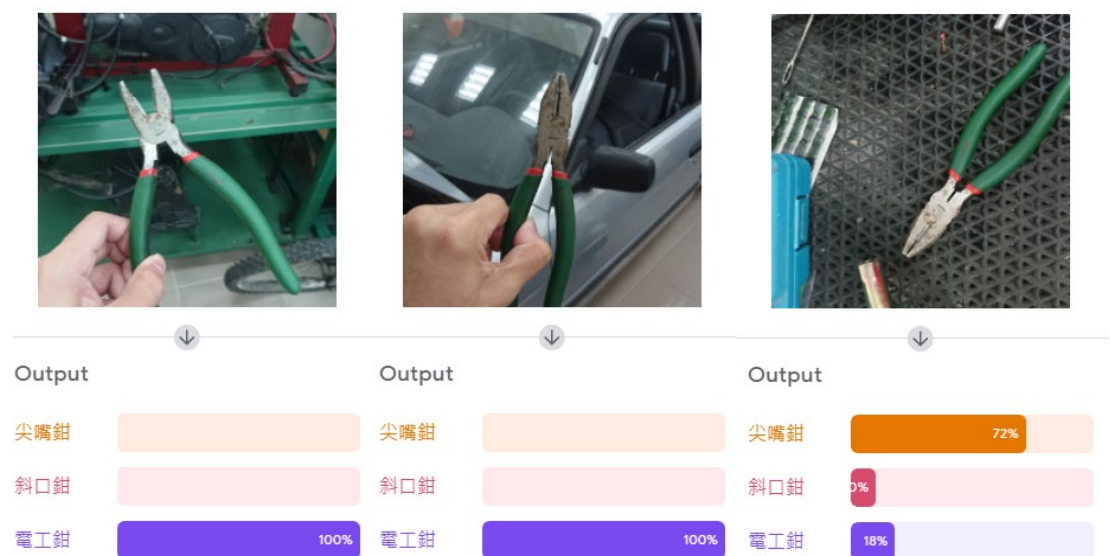 Output
尖嘴鉗
斜口鉗
電工鉗 100%
Output
尖嘴鉗
斜口鉗
電工鉗 100%
Output
尖嘴鉗 72%
斜口鉗 0%
電工鉗 18%